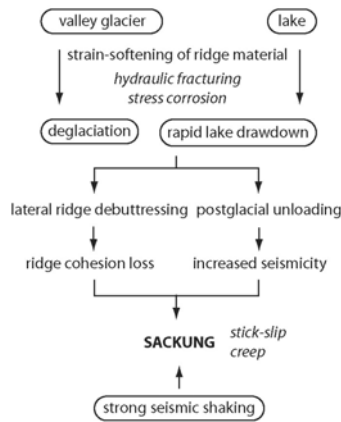 valley glacier
lake
strain-softening of ridge material
hydraulic fracturing
stress corrosion
deglaciation
rapid lake drawdown
lateral ridge debuttressing
postglacial unloading
ridge cohesion loss
increased seismicity
SACKUNG
stick-slip
creep
strong seismic shaking